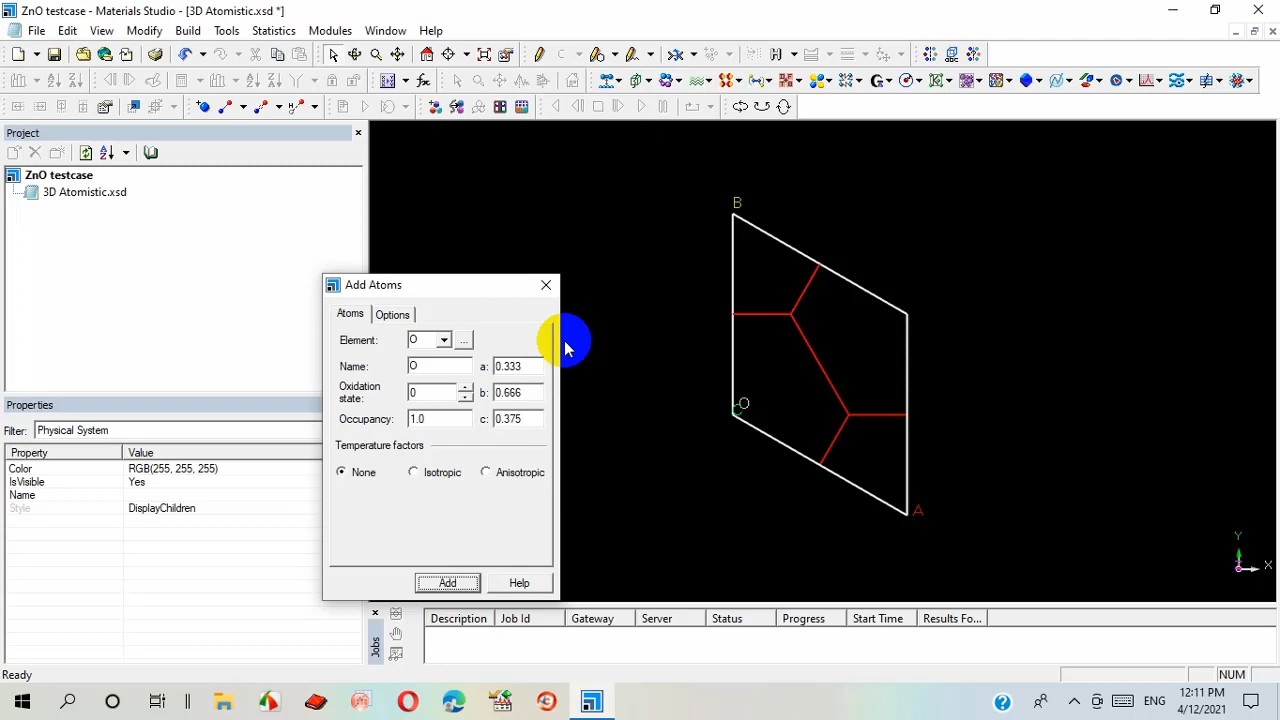 ZnO testcase - Materials Studio - [3D Atomistic.xsd *]
File Edit View Modify Build Tools Statistics Modules Window Help
Project
ZnO testcase
3D Atomistic.xsd
B
Add Atoms
Atoms Options
Element: O ...
Name: O a: 0.333
Oxidation state: 0 b: 0.666
Occupancy: 1.0 c: 0.375
Temperature factors
None Isotropic Anisotropic
Add Help
C O
A
Y
X
Properties
Filter: Physical System
Property Value
Color RGB(255, 255, 255)
IsVisible Yes
Name
Style DisplayChildren
Jobs
Description Job Id Gateway Server Status Progress Start Time Results Fo...
Ready
NUM
ENG
12:11 PM
4/12/2021